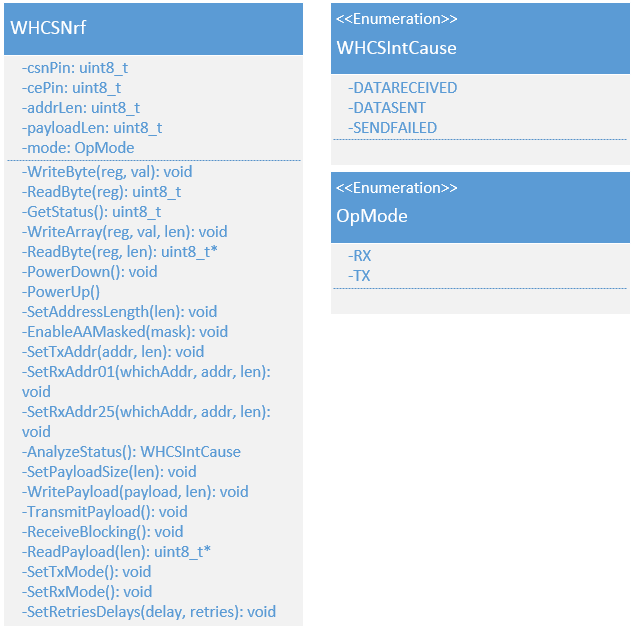 WHCSNrf
-csnPin: uint8_t
-cePin: uint8_t
-addrLen: uint8_t
-payloadLen: uint8_t
-mode: OpMode
-WriteByte(reg, val): void
-ReadByte(reg): uint8_t
-GetStatus(): uint8_t
-WriteArray(reg, val, len): void
-ReadByte(reg, len): uint8_t*
-PowerDown(): void
-PowerUp()
-SetAddressLength(len): void
-EnableAAMasked(mask): void
-SetTxAddr(addr, len): void
-SetRxAddr01(whichAddr, addr, len):
void
-SetRxAddr25(whichAddr, addr, len):
void
-AnalyzeStatus(): WHCSIntCause
-SetPayloadSize(len): void
-WritePayload(payload, len): void
-TransmitPayload(): void
-ReceiveBlocking(): void
-ReadPayload(len): uint8_t*
-SetTxMode(): void
-SetRxMode(): void
-SetRetriesDelays(delay, retries): void
<<Enumeration>>
WHCSIntCause
-DATARECEIVED
-DATASENT
-SENDFAILED
<<Enumeration>>
OpMode
-RX
-TX